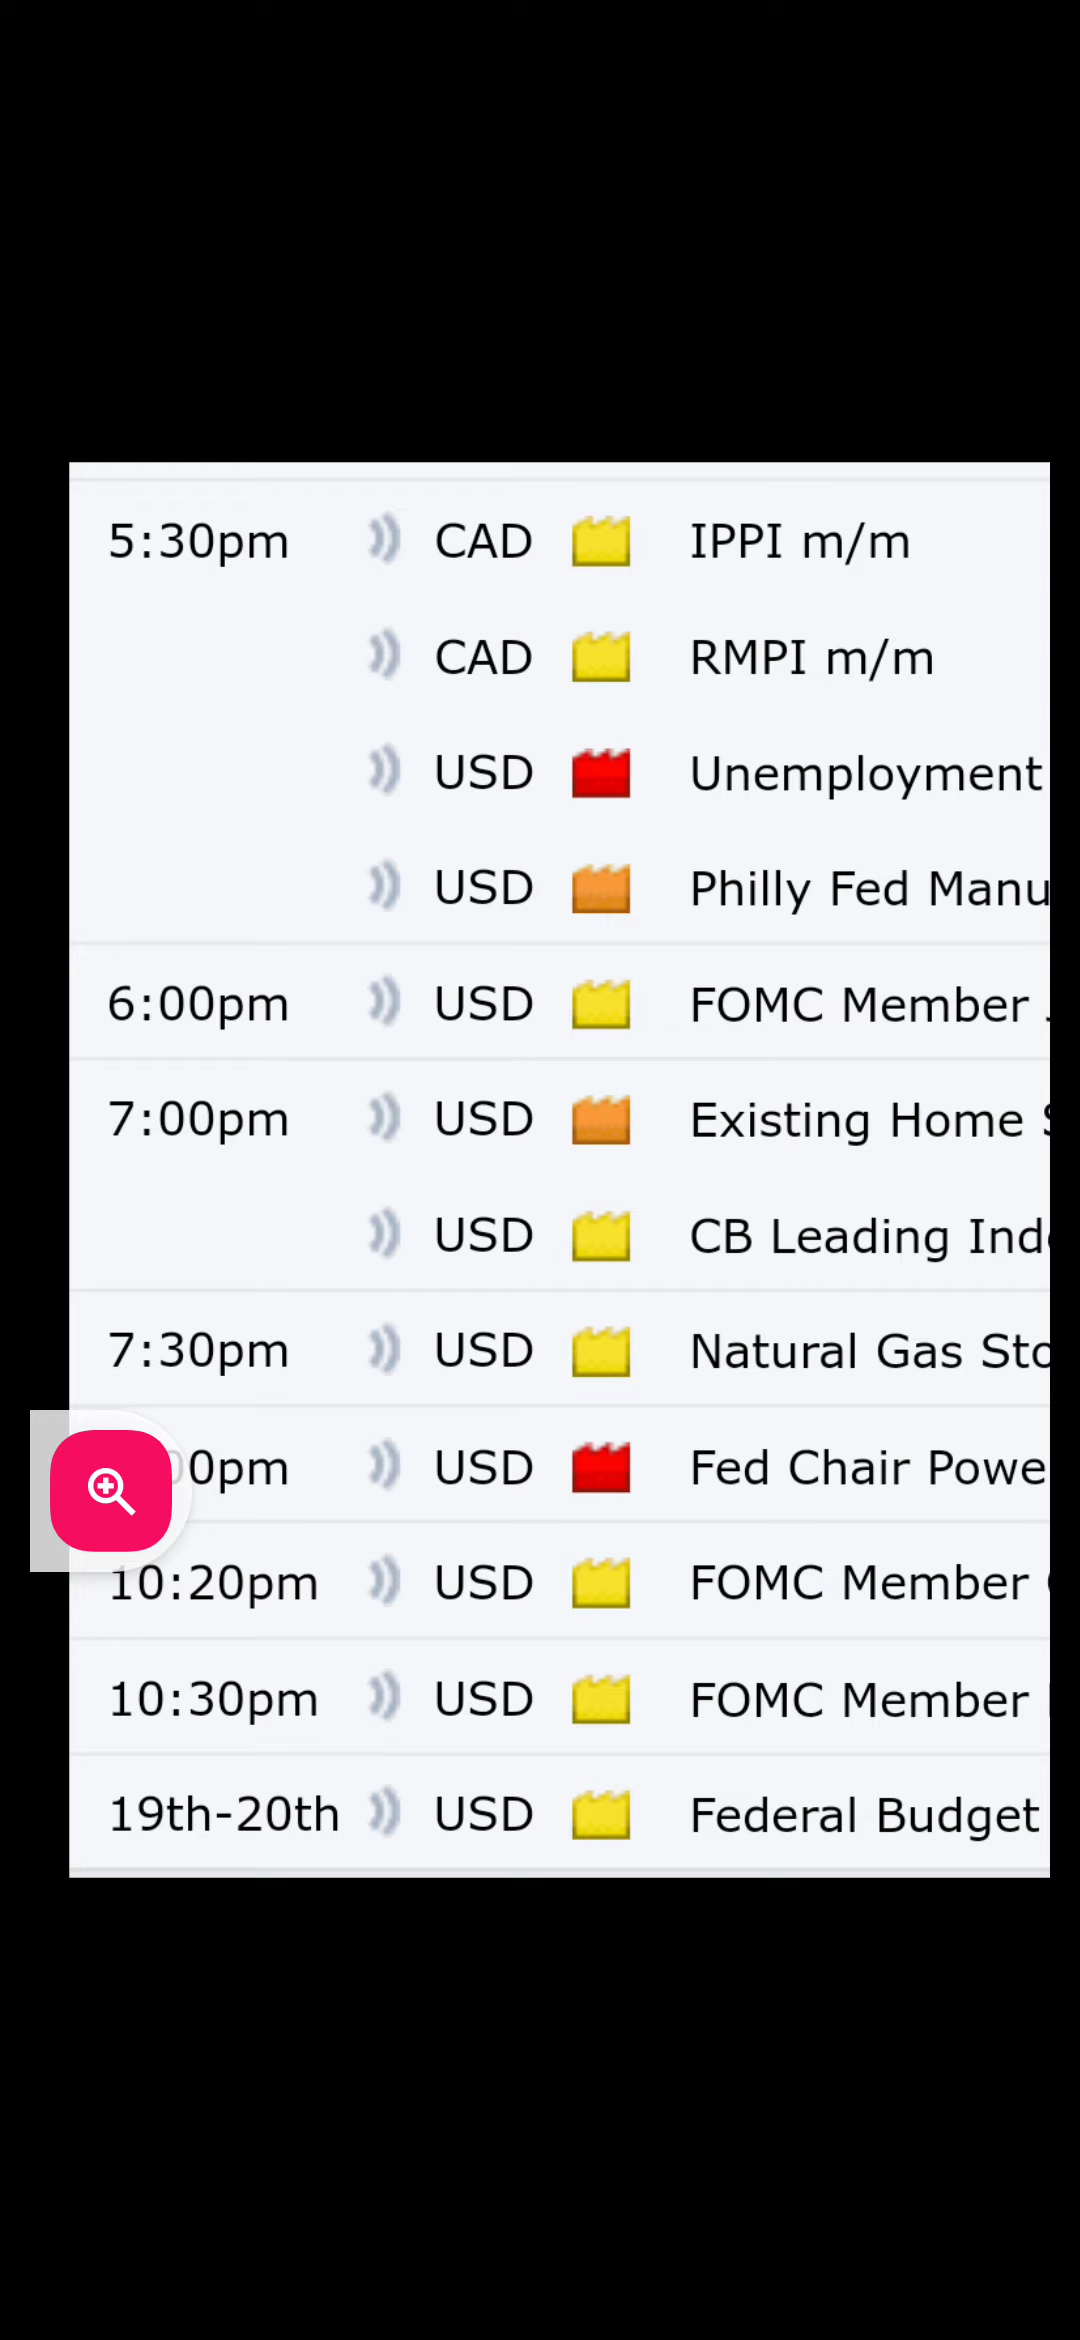 5:30pm CAD IPPI m/m
CAD RMPI m/m
USD Unemployment
USD Philly Fed Manu
6:00pm USD FOMC Member
7:00pm USD Existing Home
USD CB Leading Ind
7:30pm USD Natural Gas Sto
0pm USD Fed Chair Powe
10:20pm USD FOMC Member
10:30pm USD FOMC Member
19th-20th USD Federal Budget